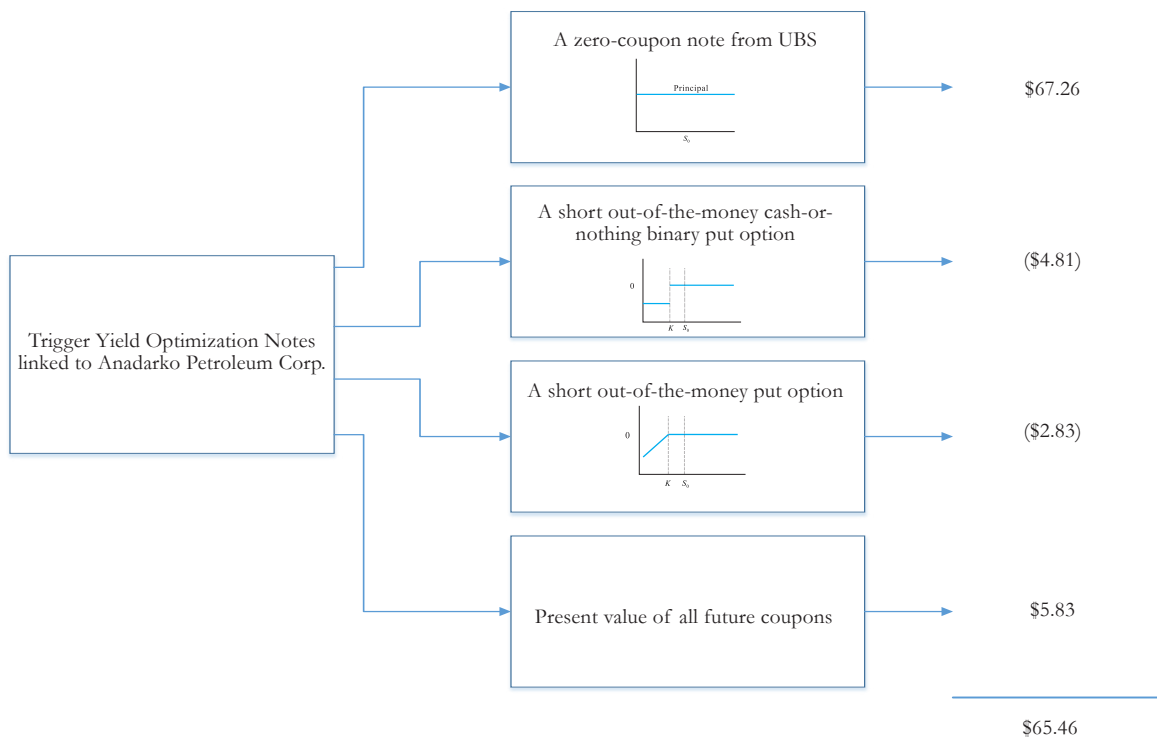 A zero-coupon note from UBS
Principal
S₀
$67.26
A short out-of-the-money cash-or-
nothing binary put option
0
K S₀
($4.81)
Trigger Yield Optimization Notes
linked to Anadarko Petroleum Corp.
A short out-of-the-money put option
0
K S₀
($2.83)
Present value of all future coupons
$5.83
$65.46